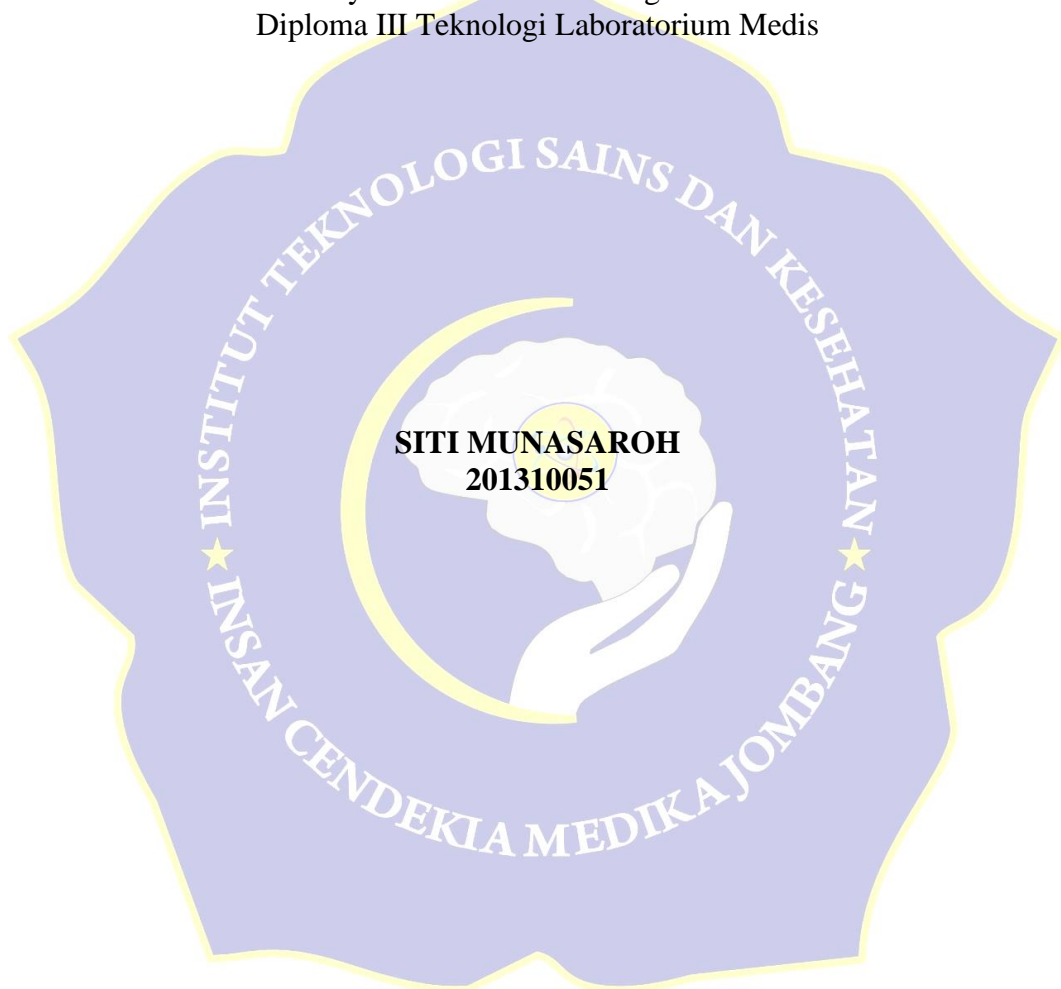 Diploma III Teknologi Laboratorium Medis
INSTITUT TEKNOLOGI SAINS DAN KESEHATAN
SITI MUNASAROH
201310051
★ INSAN CENDEKIA MEDIKA JOMBANG ★